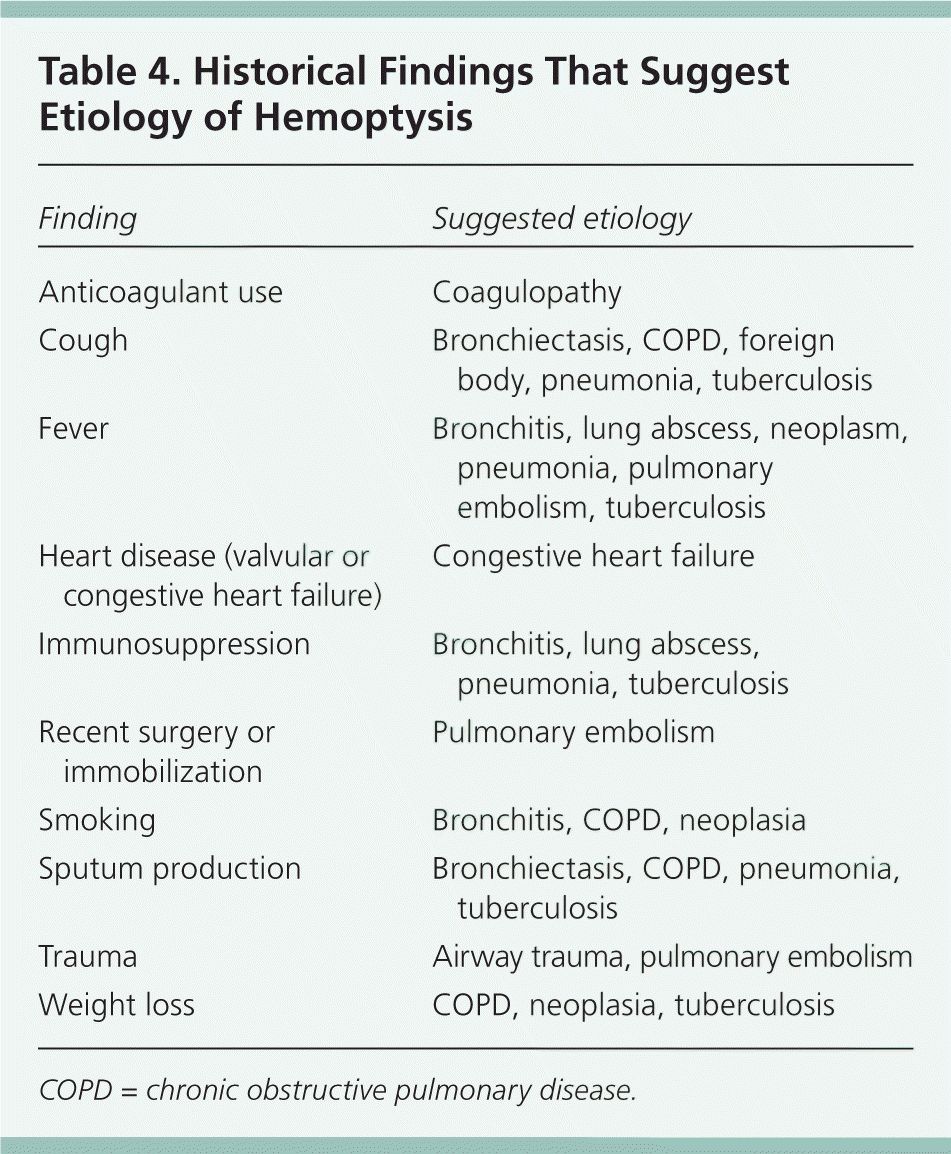 Table 4. Historical Findings That Suggest
Etiology of Hemoptysis
Finding Suggested etiology
Anticoagulant use Coagulopathy
Cough Bronchiectasis, COPD, foreign
body, pneumonia, tuberculosis
Fever Bronchitis, lung abscess, neoplasm,
pneumonia, pulmonary
embolism, tuberculosis
Heart disease (valvular or Congestive heart failure
congestive heart failure)
Immunosuppression Bronchitis, lung abscess,
pneumonia, tuberculosis
Recent surgery or Pulmonary embolism
immobilization
Smoking Bronchitis, COPD, neoplasia
Sputum production Bronchiectasis, COPD, pneumonia,
tuberculosis
Trauma Airway trauma, pulmonary embolism
Weight loss COPD, neoplasia, tuberculosis
COPD = chronic obstructive pulmonary disease.